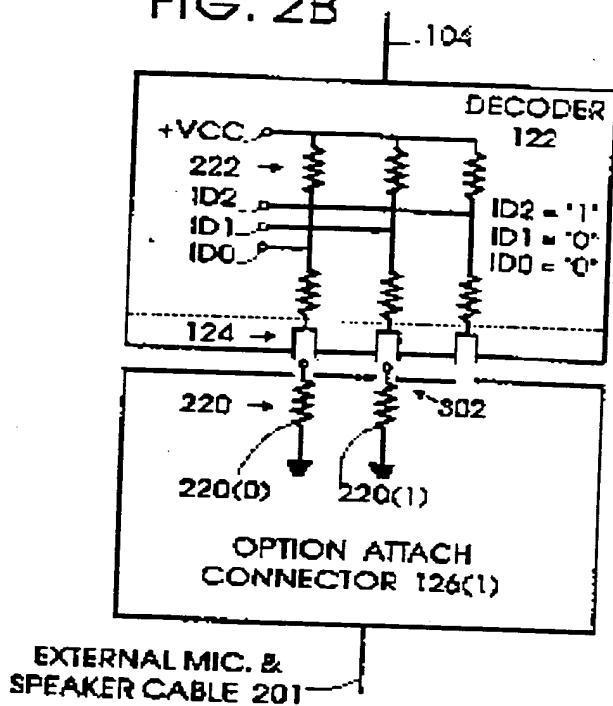 FIG. 2B
104
DECODER
122
+VCC
222
ID2
ID1
ID0
ID2 = "1"
ID1 = "0"
ID0 = "0"
124
220
302
220(0)
220(1)
OPTION ATTACH
CONNECTOR 126(1)
EXTERNAL MIC. &
SPEAKER CABLE 201